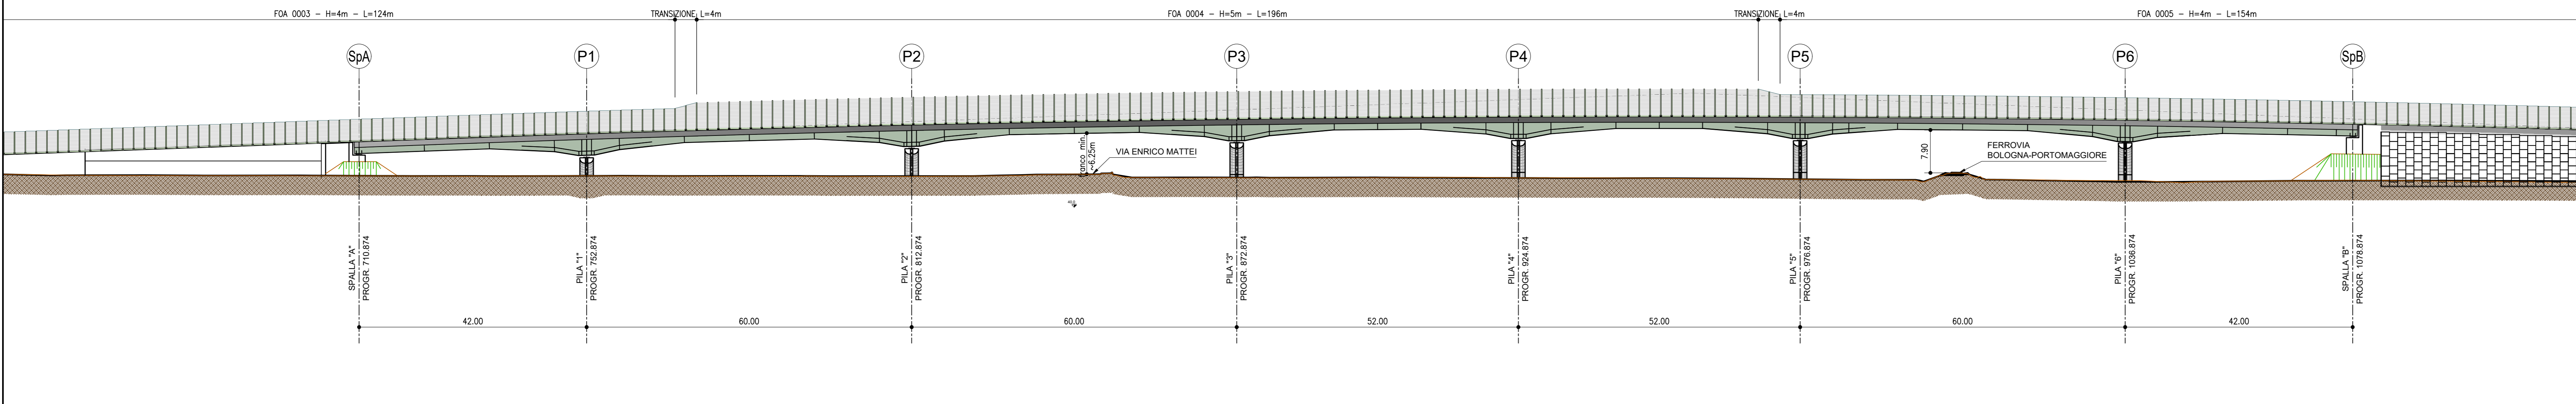 FOA 0003 - H=4m - L=124m
TRANSIZIONE L=4m
FOA 0004 - H=5m - L=196m
TRANSIZIONE L=4m
FOA 0005 - H=4m - L=154m
SpA
P1
P2
P3
P4
P5
P6
SpB
franco min.
~6.25m
VIA ENRICO MATTEI
7.90
FERROVIA
BOLOGNA-PORTOMAGGIORE
SPALLA "A"
PROGR. 710.874
PILA "1"
PROGR. 752.874
PILA "2"
PROGR. 812.874
PILA "3"
PROGR. 872.874
PILA "4"
PROGR. 924.874
PILA "5"
PROGR. 976.874
PILA "6"
PROGR. 1036.874
SPALLA "B"
PROGR. 1078.874
42.00
60.00
60.00
52.00
52.00
60.00
42.00